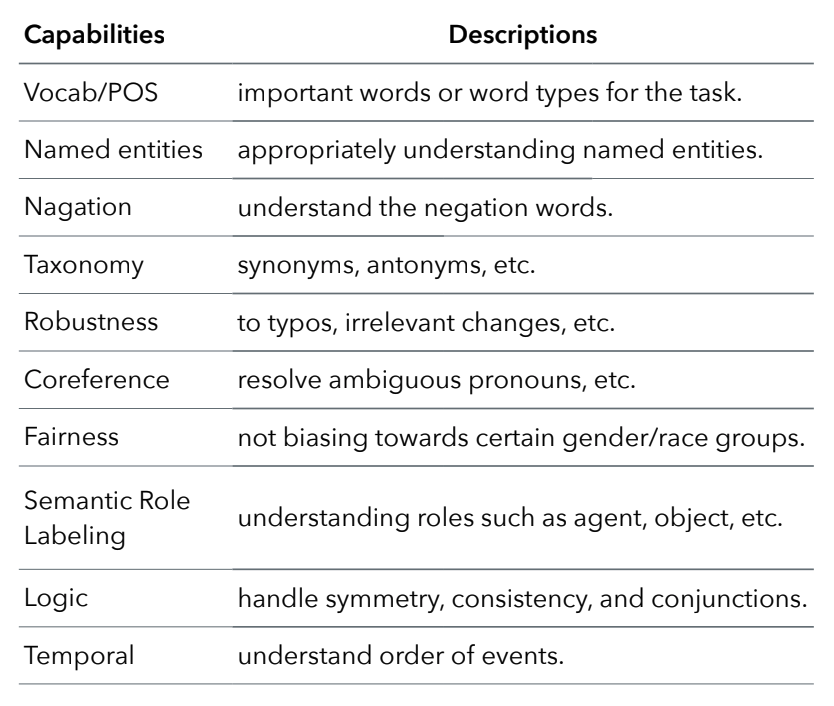 Capabilities Descriptions
Vocab/POS important words or word types for the task.
Named entities appropriately understanding named entities.
Nagation understand the negation words.
Taxonomy synonyms, antonyms, etc.
Robustness to typos, irrelevant changes, etc.
Coreference resolve ambiguous pronouns, etc.
Fairness not biasing towards certain gender/race groups.
Semantic Role
Labeling
understanding roles such as agent, object, etc.
Logic handle symmetry, consistency, and conjunctions.
Temporal understand order of events.